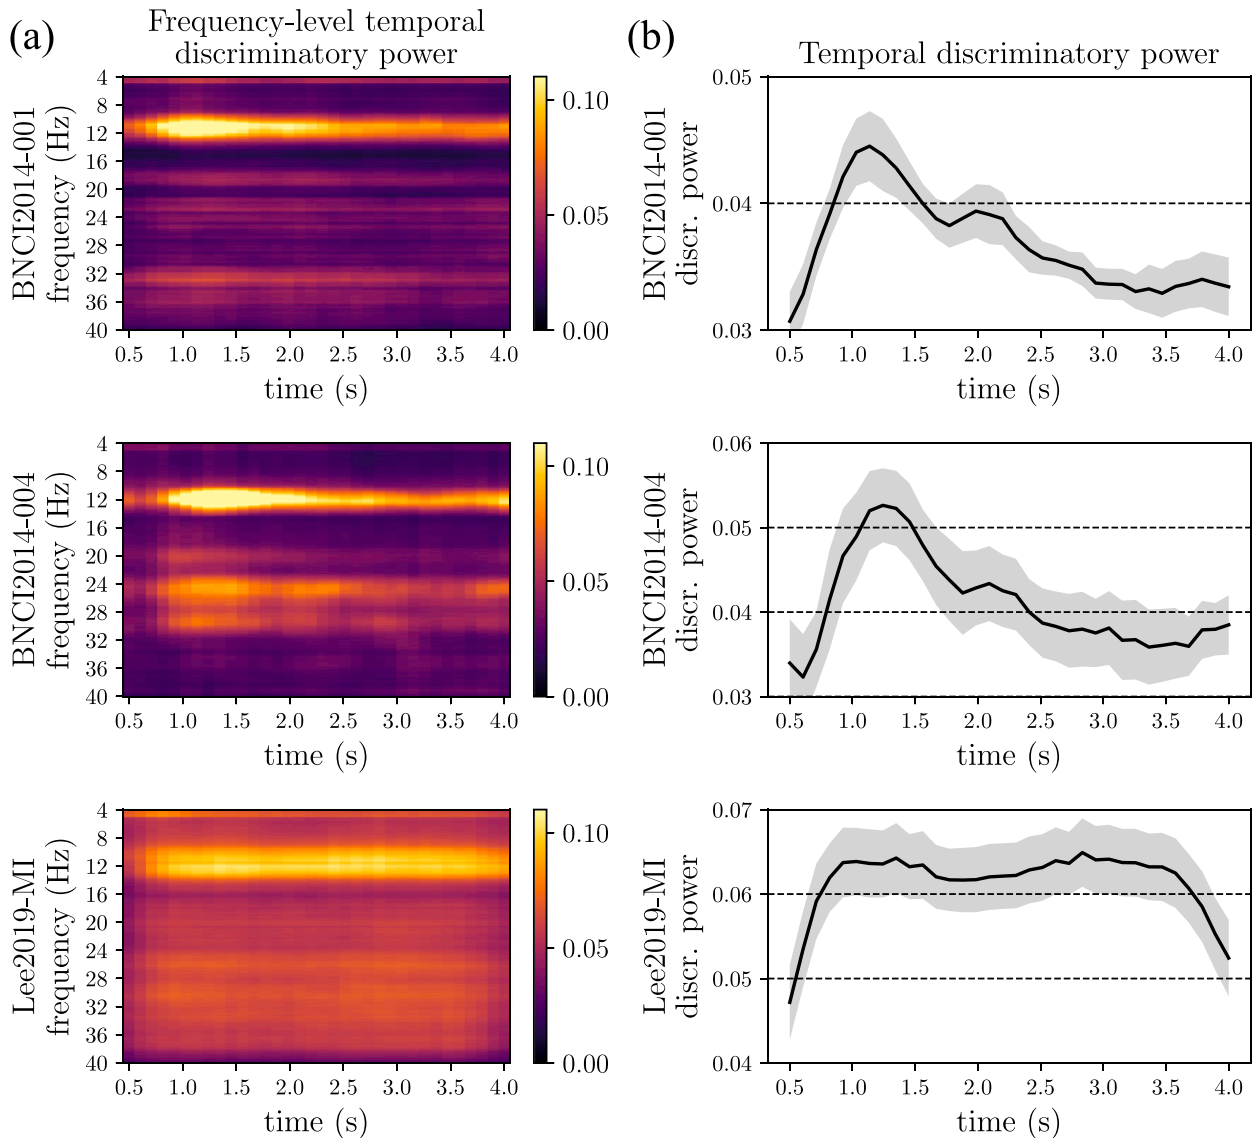 (a)
Frequency-level temporal
discriminatory power
BNCI2014-001
frequency (Hz)
4
8
12
16
20
24
28
32
36
40
0.5 1.0 1.5 2.0 2.5 3.0 3.5 4.0
time (s)
0.10
0.05
0.00
(b)
Temporal discriminatory power
BNCI2014-001
discr. power
0.05
0.04
0.03
0.5 1.0 1.5 2.0 2.5 3.0 3.5 4.0
time (s)
BNCI2014-004
frequency (Hz)
4
8
12
16
20
24
28
32
36
40
0.5 1.0 1.5 2.0 2.5 3.0 3.5 4.0
time (s)
0.10
0.05
0.00
BNCI2014-004
discr. power
0.06
0.05
0.04
0.03
0.5 1.0 1.5 2.0 2.5 3.0 3.5 4.0
time (s)
Lee2019-MI
frequency (Hz)
4
8
12
16
20
24
28
32
36
40
0.5 1.0 1.5 2.0 2.5 3.0 3.5 4.0
time (s)
0.10
0.05
0.00
Lee2019-MI
discr. power
0.07
0.06
0.05
0.04
0.5 1.0 1.5 2.0 2.5 3.0 3.5 4.0
time (s)